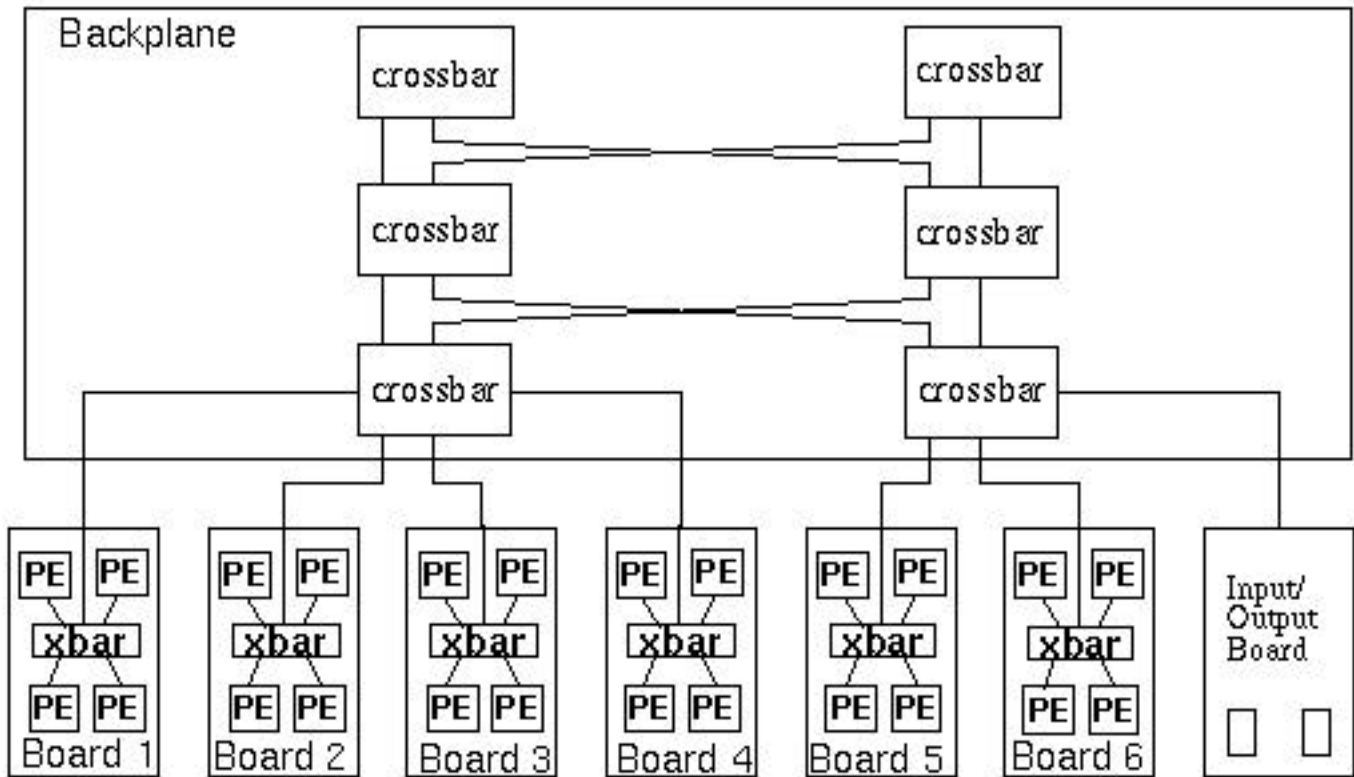 Backplane
crossbar crossbar
crossbar crossbar
crossbar crossbar
PE PE PE PE PE PE PE PE PE PE PE PE
xbar xbar xbar xbar xbar xbar
PE PE PE PE PE PE PE PE PE PE PE PE
Board 1 Board 2 Board 3 Board 4 Board 5 Board 6
Input/
Output
Board